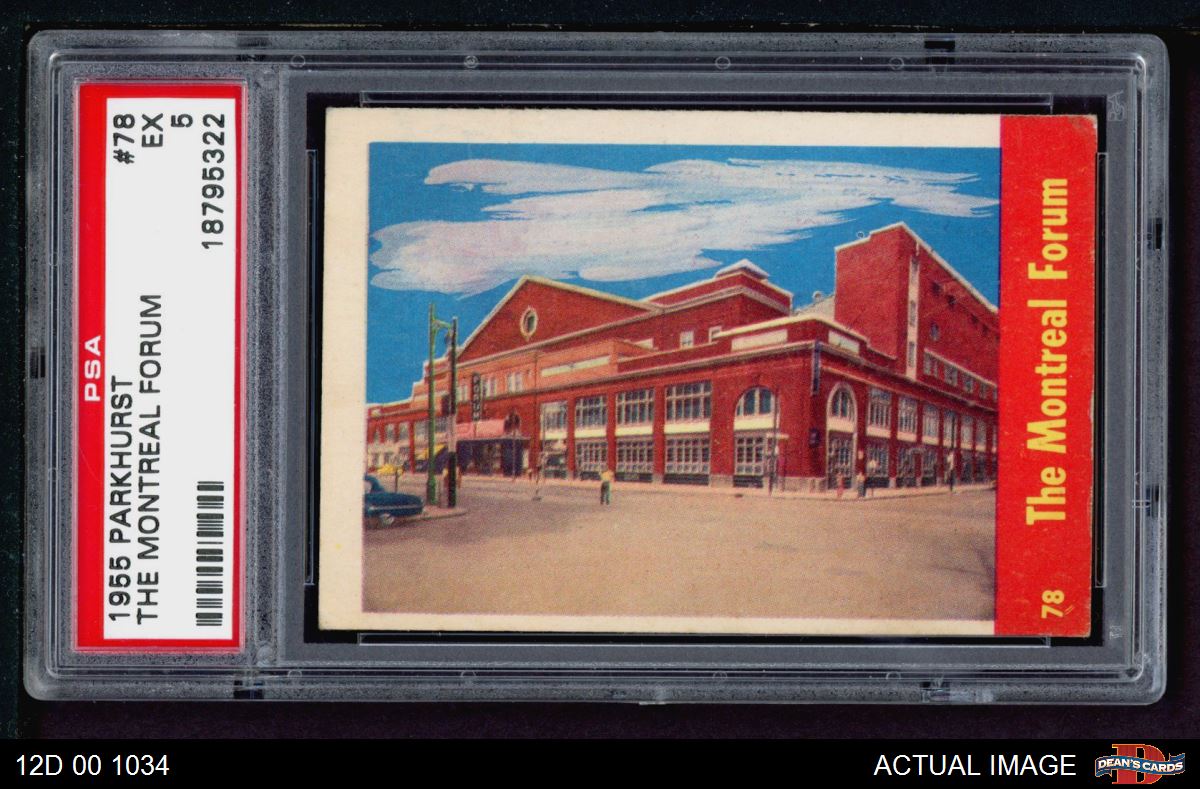 PSA
1955 PARKHURST #78
THE MONTREAL FORUM EX
5
18795322
The Montreal Forum
78
12D 00 1034
ACTUAL IMAGE
DEAN'S CARDS